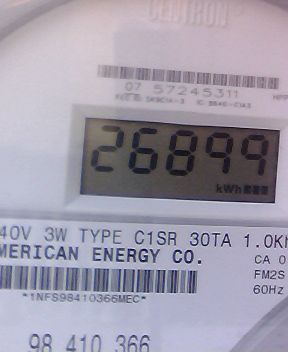 CENTRON
07 57245311
26899
kWh
40V 3W TYPE C1SR 30TA 1.0K
MERICAN ENERGY CO.
CA 0
FM2S
60Hz
*1NFS98410366MEC*
98 410 366